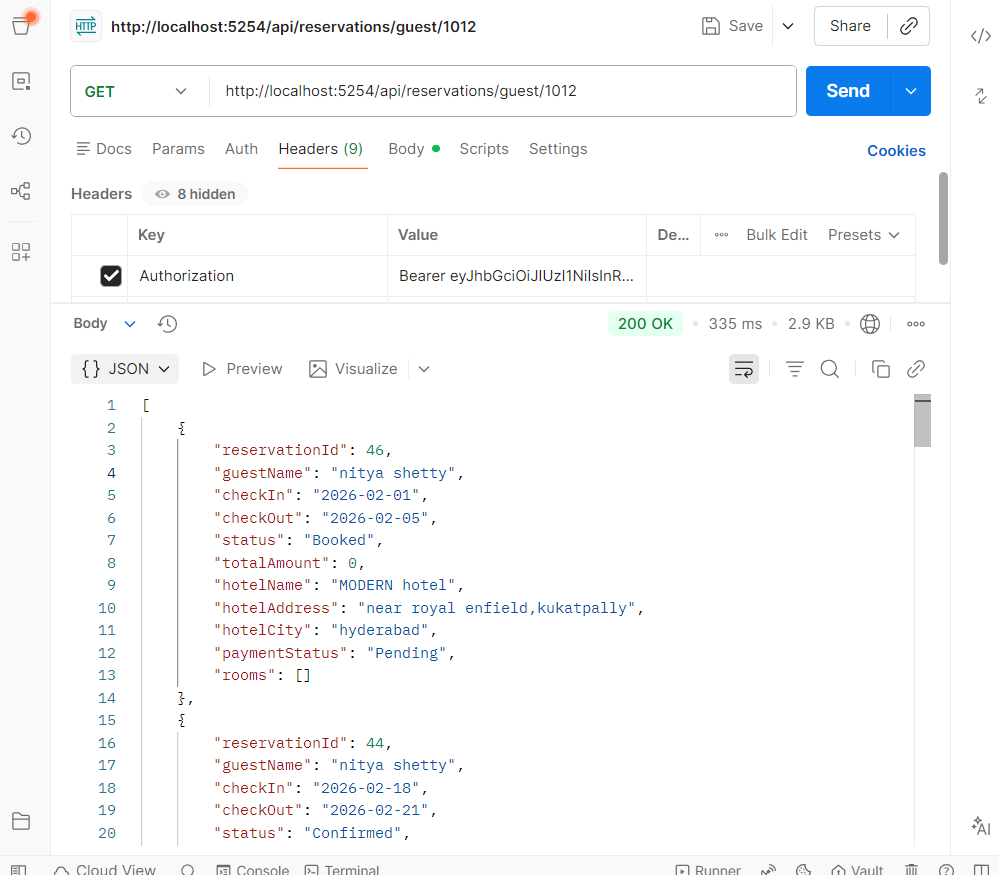 HTTP http://localhost:5254/api/reservations/guest/1012 Save Share
GET http://localhost:5254/api/reservations/guest/1012 Send
Docs Params Auth Headers (9) Body Scripts Settings Cookies
Headers 8 hidden
Key Value De... Bulk Edit Presets
Authorization Bearer eyJhbGciOiJIUzI1NiIsInR...
Body 200 OK 335 ms 2.9 KB
{} JSON Preview Visualize
1 [
2 {
3 "reservationId": 46,
4 "guestName": "nitya shetty",
5 "checkIn": "2026-02-01",
6 "checkOut": "2026-02-05",
7 "status": "Booked",
8 "totalAmount": 0,
9 "hotelName": "MODERN hotel",
10 "hotelAddress": "near royal enfield,kukatpally",
11 "hotelCity": "hyderabad",
12 "paymentStatus": "Pending",
13 "rooms": []
14 },
15 {
16 "reservationId": 44,
17 "guestName": "nitya shetty",
18 "checkIn": "2026-02-18",
19 "checkOut": "2026-02-21",
20 "status": "Confirmed",
AI
Cloud View Console Terminal Runner Vault